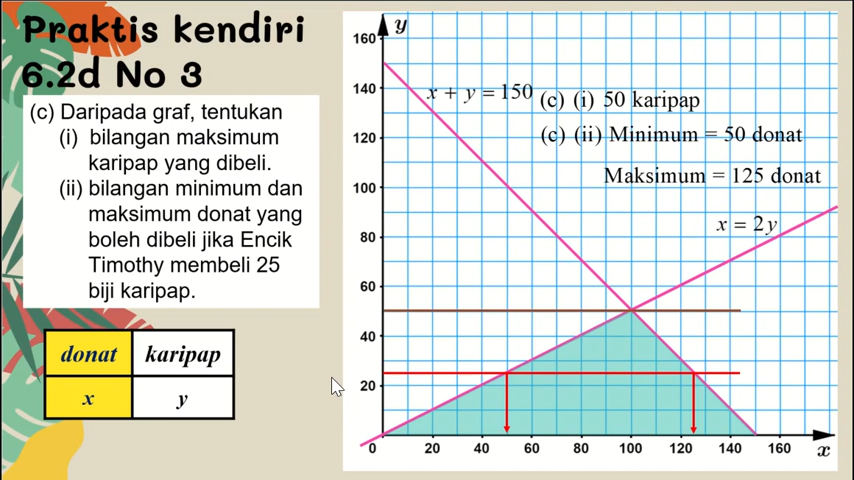 Praktis kendiri
6.2d No 3
(c) Daripada graf, tentukan
(i) bilangan maksimum
karipap yang dibeli.
(ii) bilangan minimum dan
maksimum donat yang
boleh dibeli jika Encik
Timothy membeli 25
biji karipap.
donat karipap
x y
y
160
140
120
100
80
60
40
20
0 20 40 60 80 100 120 140 160 x
x + y = 150
(c) (i) 50 karipap
(c) (ii) Minimum = 50 donat
Maksimum = 125 donat
x = 2y